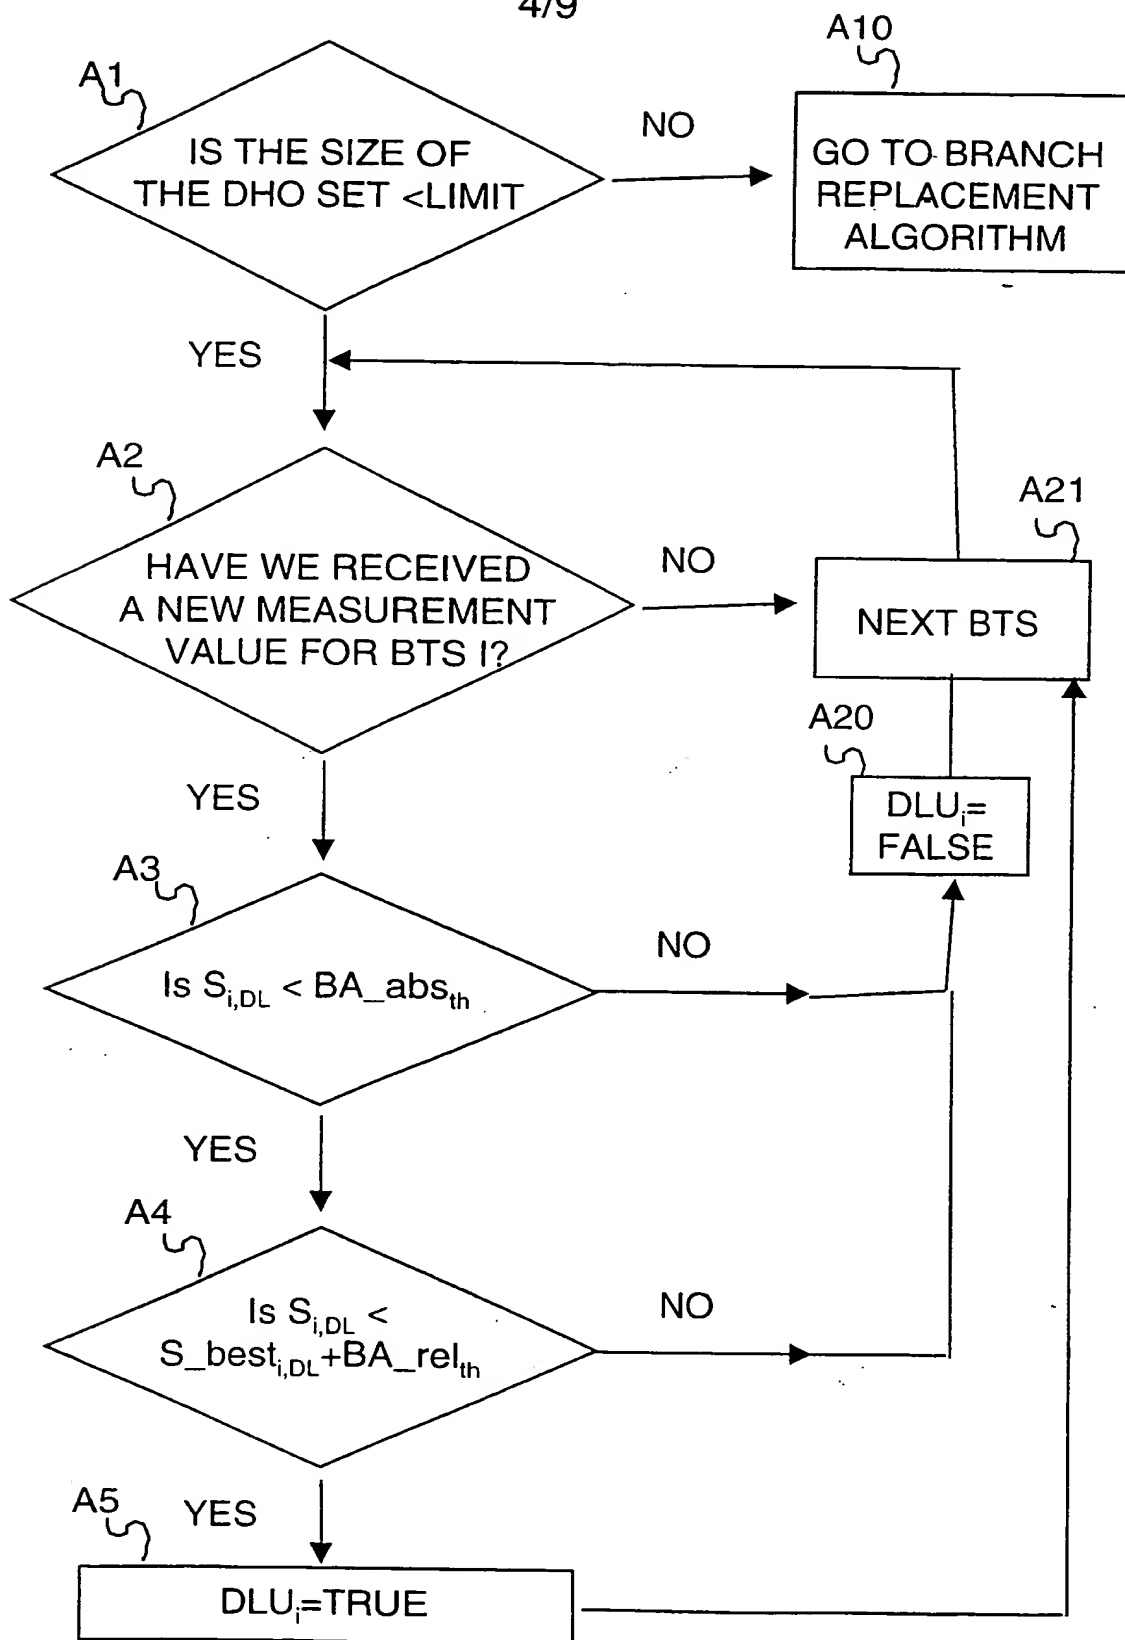 4/9
A1
IS THE SIZE OF
THE DHO SET <LIMIT
NO
A10
GO TO BRANCH
REPLACEMENT
ALGORITHM
YES
A2
HAVE WE RECEIVED
A NEW MEASUREMENT
VALUE FOR BTS I?
NO
A21
NEXT BTS
A20
DLUi=
FALSE
YES
A3
Is Si,DL < BA_absth
NO
YES
A4
Is Si,DL <
S_besti,DL+BA_relth
NO
YES
A5
DLUi=TRUE